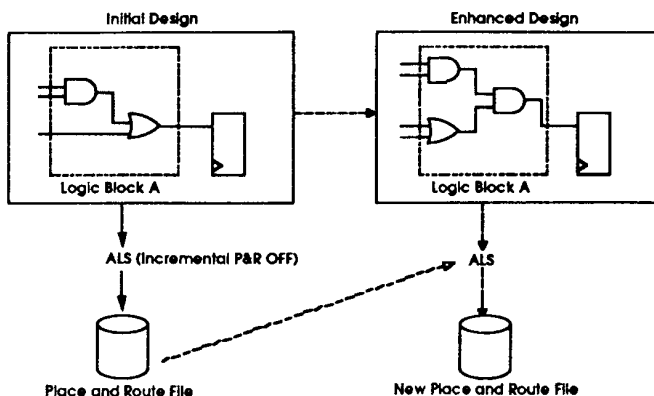 Initial Design
Enhanced Design
Logic Block A
Logic Block A
ALS (Incremental P&R OFF)
ALS
Place and Route File
New Place and Route File